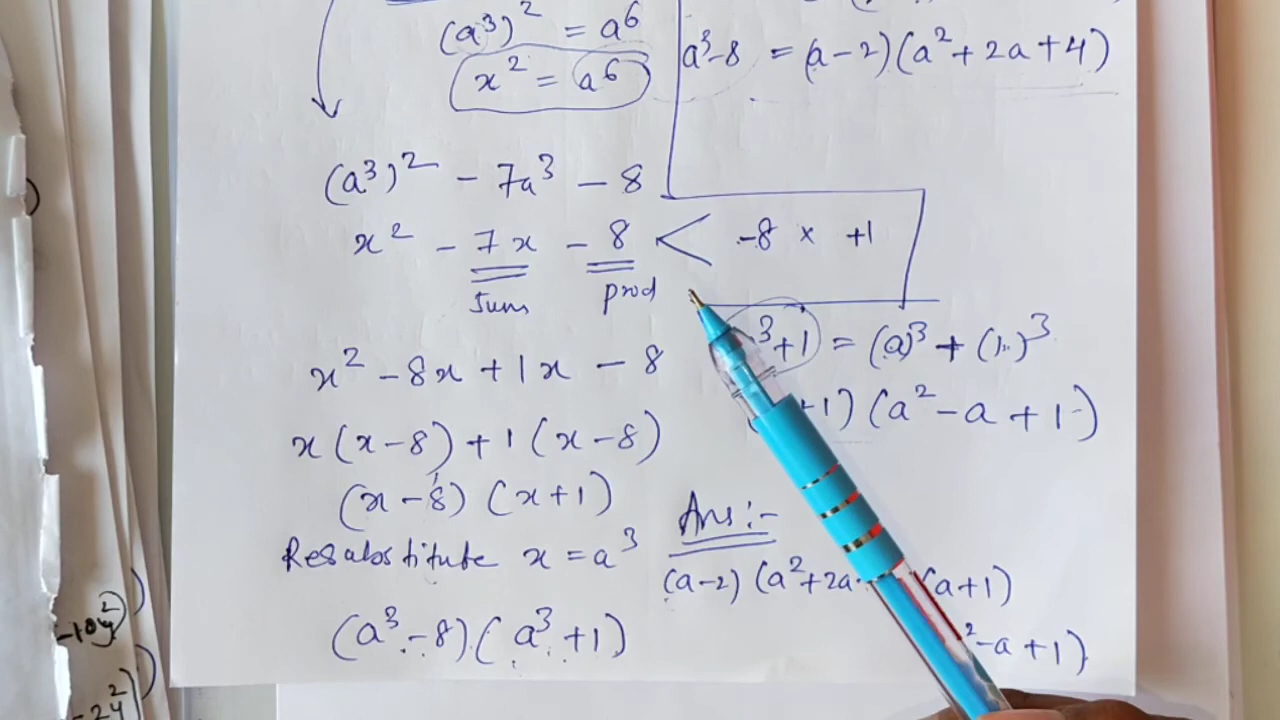 (a³)² = a⁶
x² = a⁶
a³-8 = (a-2)(a²+2a+4)
(a³)² - 7a³ - 8
x² - 7x - 8 < -8 × +1
Sum prod
x² - 8x + 1x - 8
x(x-8)+1(x-8)
(x-8) (x+1)
Resubstitute x = a³
(a³-8)(a³+1)
³+1 = (a)³ + (1)³
+1) (a²-a+1)
Ans:-
(a-2) (a²+2a (a+1)
²-a+1)
-10y²)
-24²)